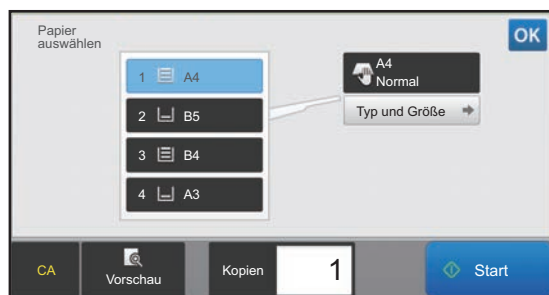 Papier
auswählen
OK
1 A4
2 B5
3 B4
4 A3
A4
Normal
Typ und Größe
CA
Vorschau
Kopien
1
Start